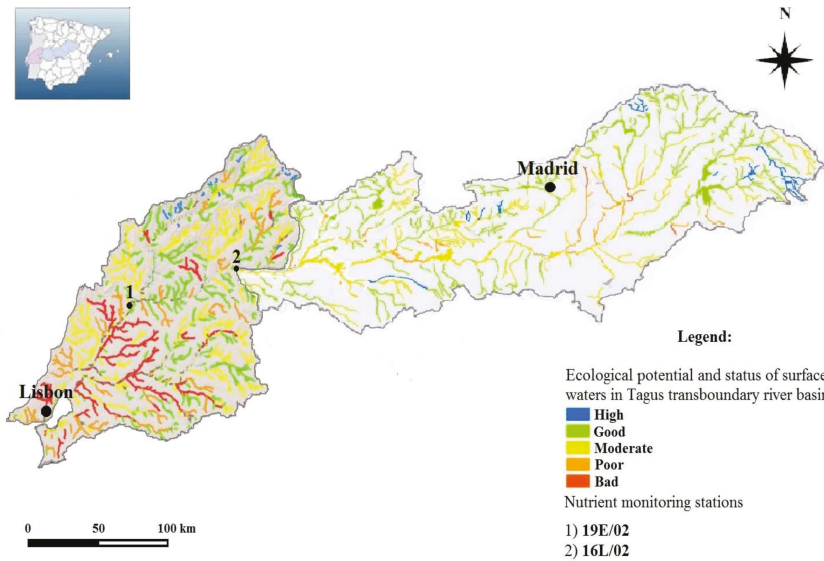 N
Madrid
2
1
Lisbon
Legend:
Ecological potential and status of surface
waters in Tagus transboundary river basin
High
Good
Moderate
Poor
Bad
Nutrient monitoring stations
1) 19E/02
2) 16L/02
0 50 100 km